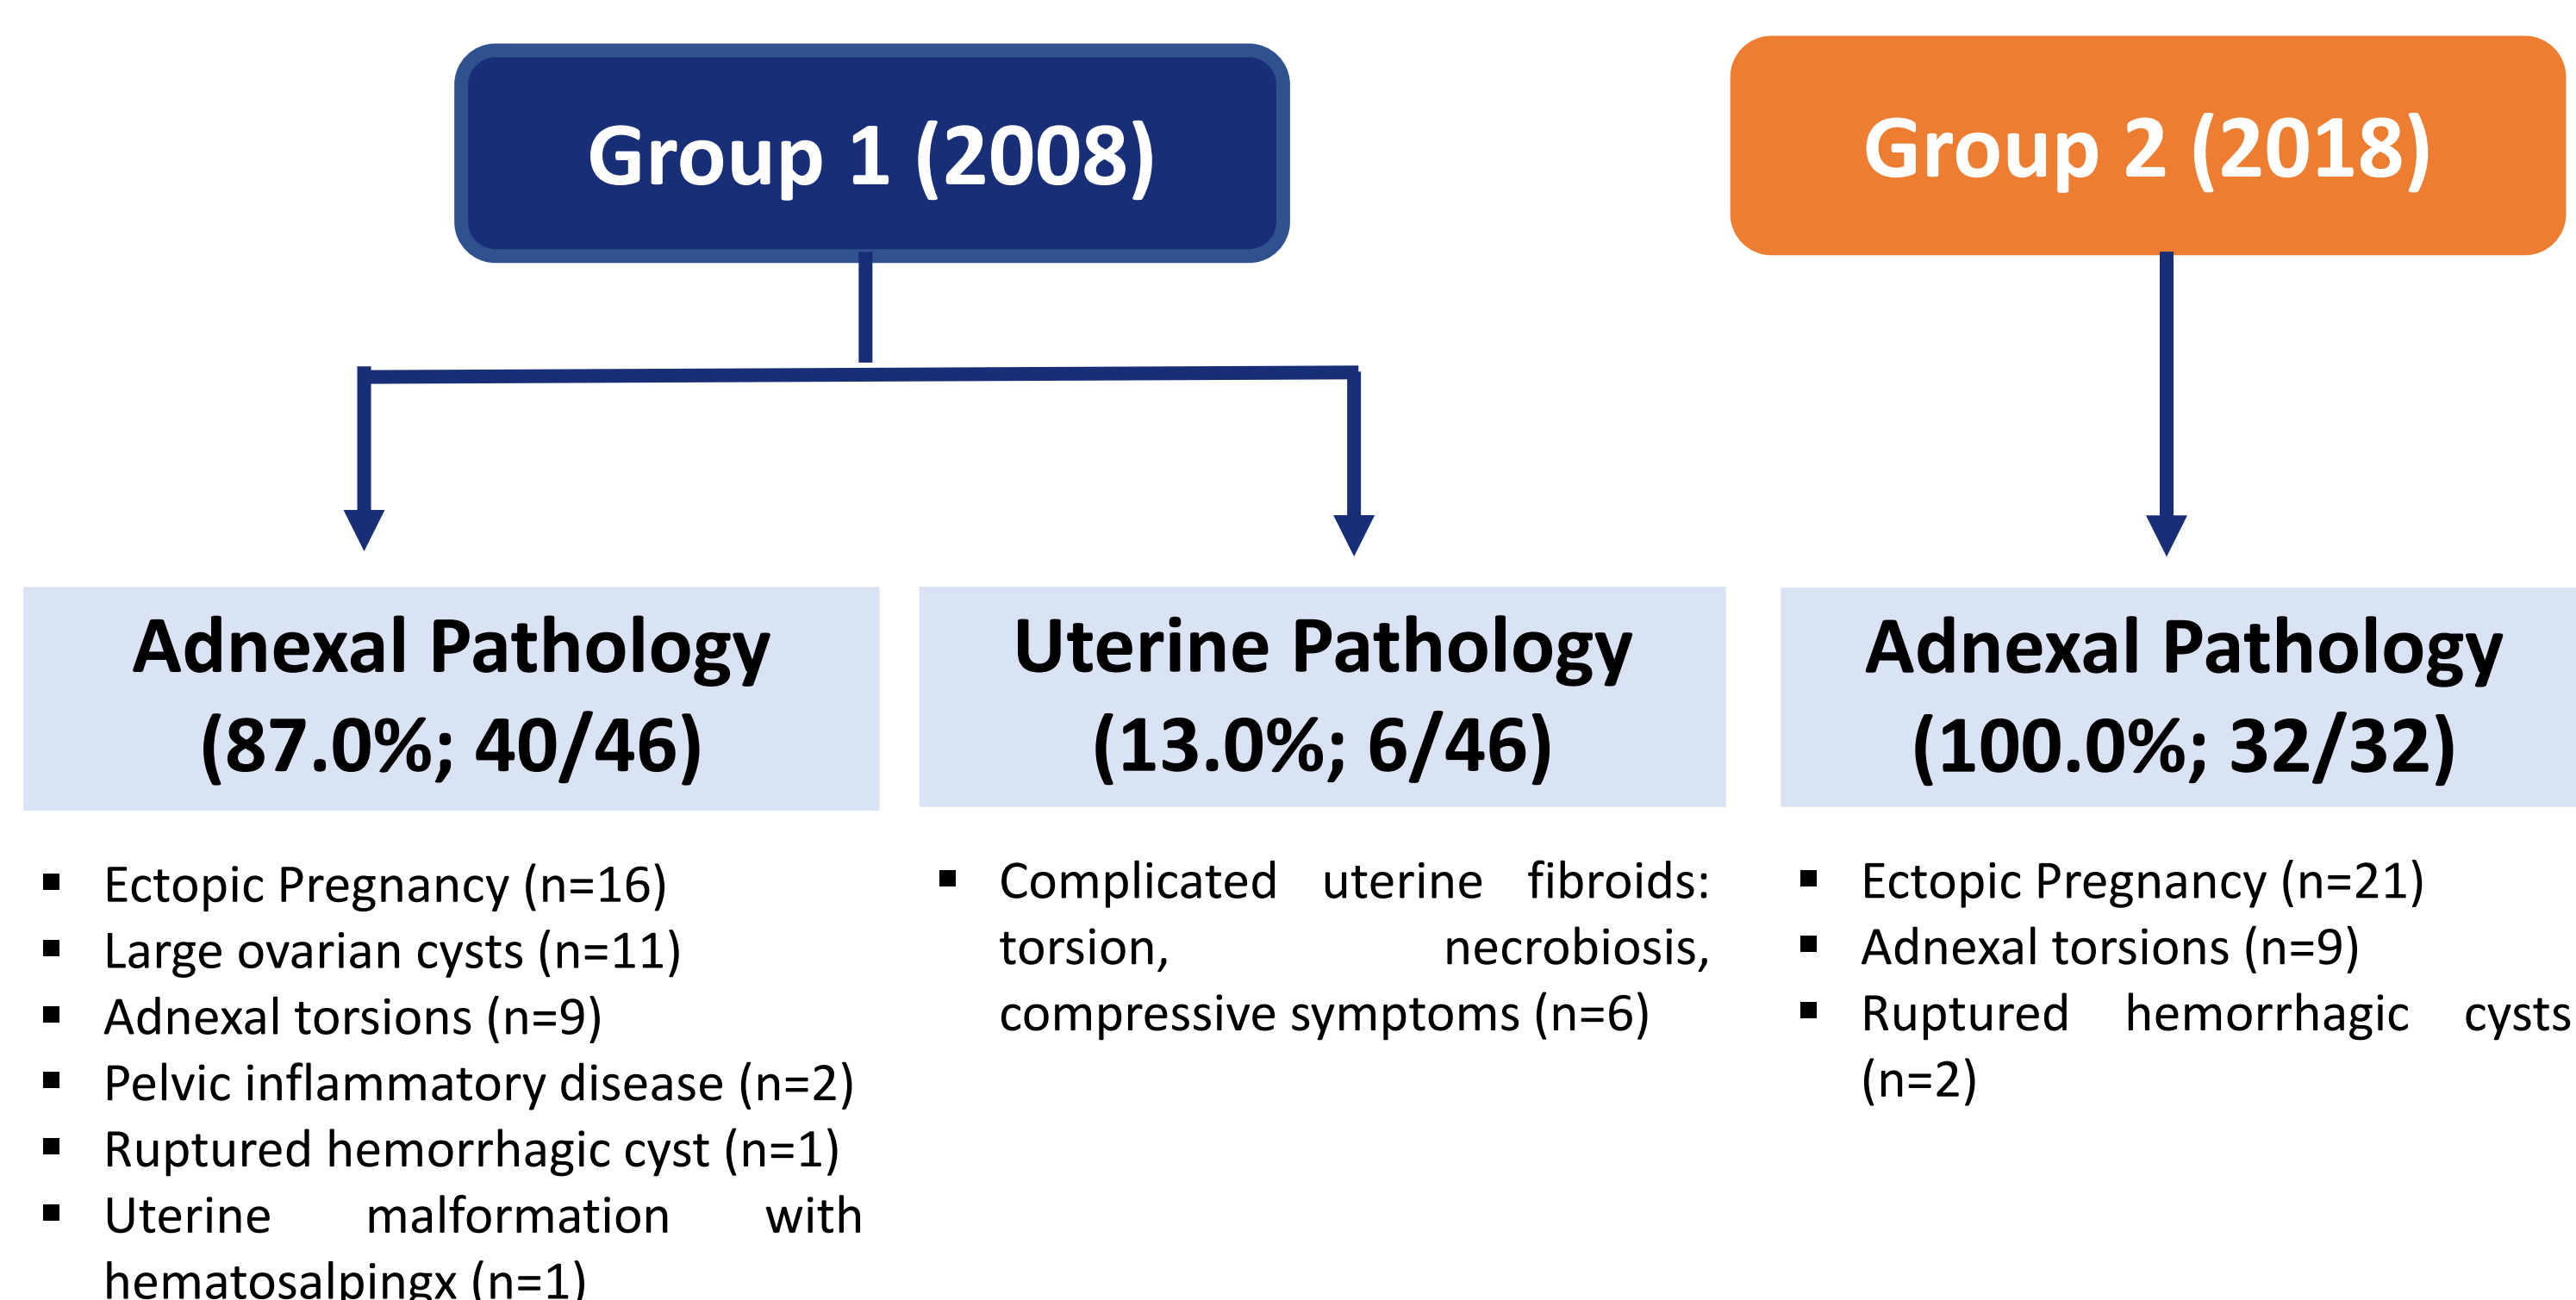 Group 1 (2008)
Group 2 (2018)
Adnexal Pathology
(87.0%; 40/46)
Uterine Pathology
(13.0%; 6/46)
Adnexal Pathology
(100.0%; 32/32)
▪ Ectopic Pregnancy (n=16)
▪ Large ovarian cysts (n=11)
▪ Adnexal torsions (n=9)
▪ Pelvic inflammatory disease (n=2)
▪ Ruptured hemorrhagic cyst (n=1)
▪ Uterine malformation with
hematosalpingx (n=1)
▪ Complicated uterine fibroids:
torsion, necrobiosis,
compressive symptoms (n=6)
▪ Ectopic Pregnancy (n=21)
▪ Adnexal torsions (n=9)
▪ Ruptured hemorrhagic cysts
(n=2)